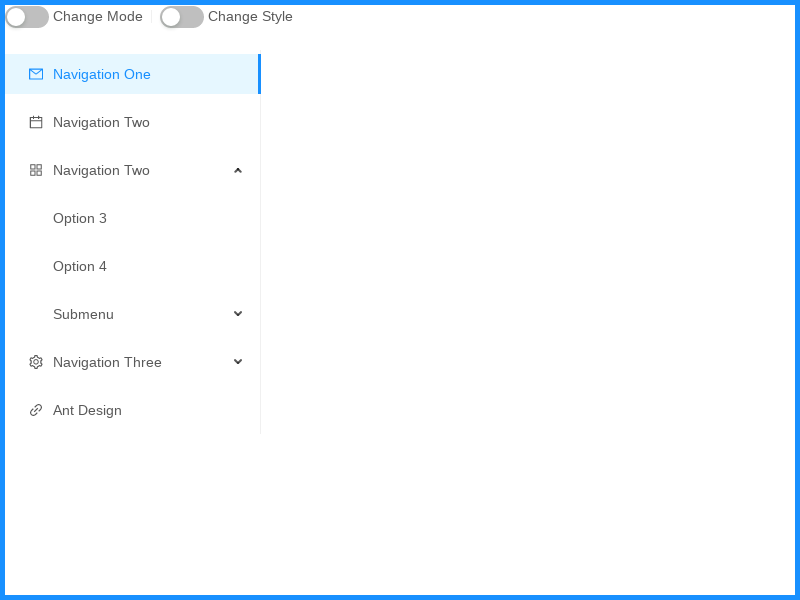 Change Mode Change Style
Navigation One
Navigation Two
Navigation Two
Option 3
Option 4
Submenu
Navigation Three
Ant Design